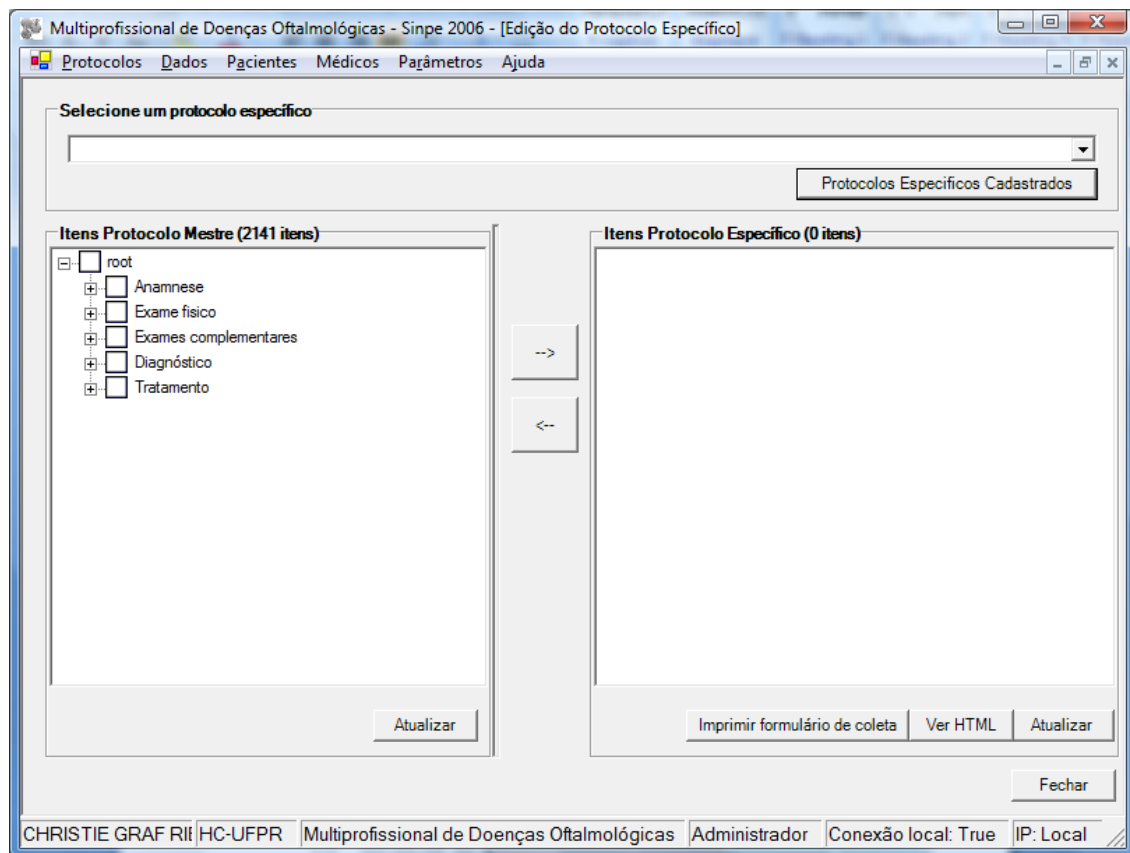 Multiprofissional de Doenças Oftalmológicas - Sinpe 2006 - [Edição do Protocolo Específico]
Protocolos Dados Pacientes Médicos Parâmetros Ajuda
Selecione um protocolo específico
Protocolos Especificos Cadastrados
Itens Protocolo Mestre (2141 itens)
root
Anamnese
Exame fisico
Exames complementares
Diagnóstico
Tratamento
Atualizar
-->
<--
Itens Protocolo Específico (0 itens)
Imprimir formulário de coleta Ver HTML Atualizar
Fechar
CHRISTIE GRAF RI HC-UFPR Multiprofissional de Doenças Oftalmológicas Administrador Conexão local: True IP: Local